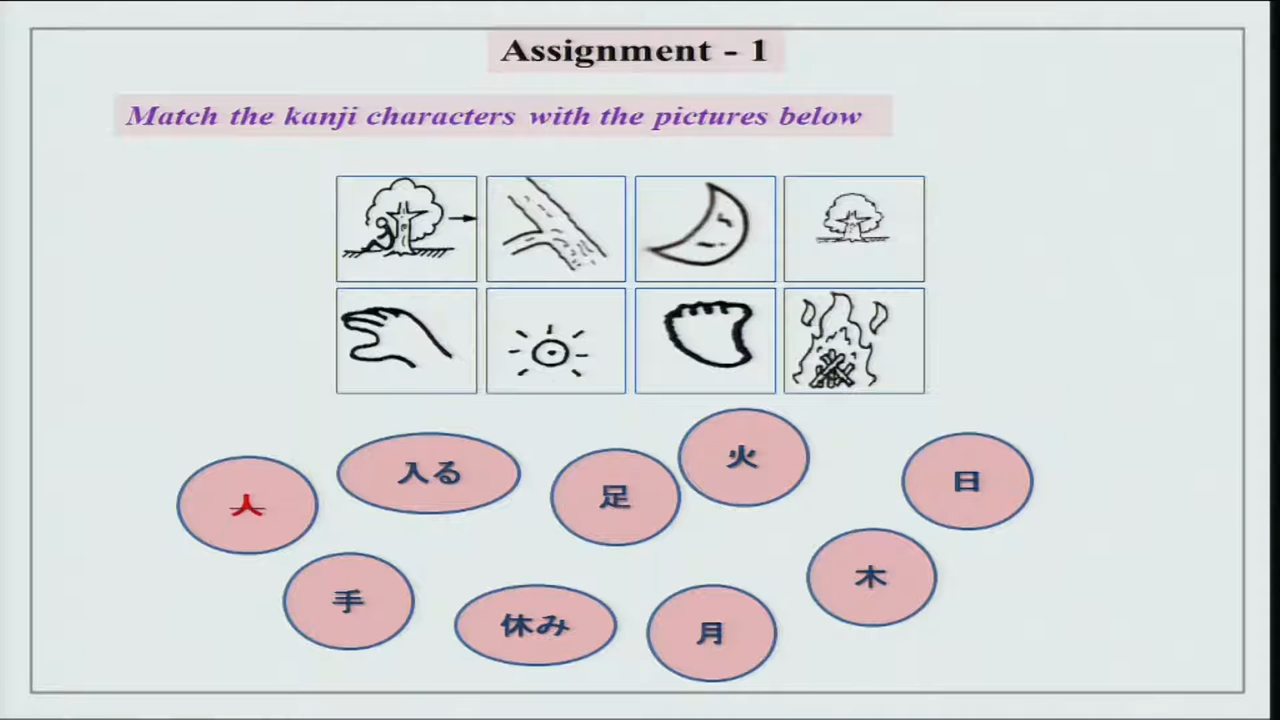 Assignment - 1
Match the kanji characters with the pictures below
人
入る
足
火
日
手
休み
月
木